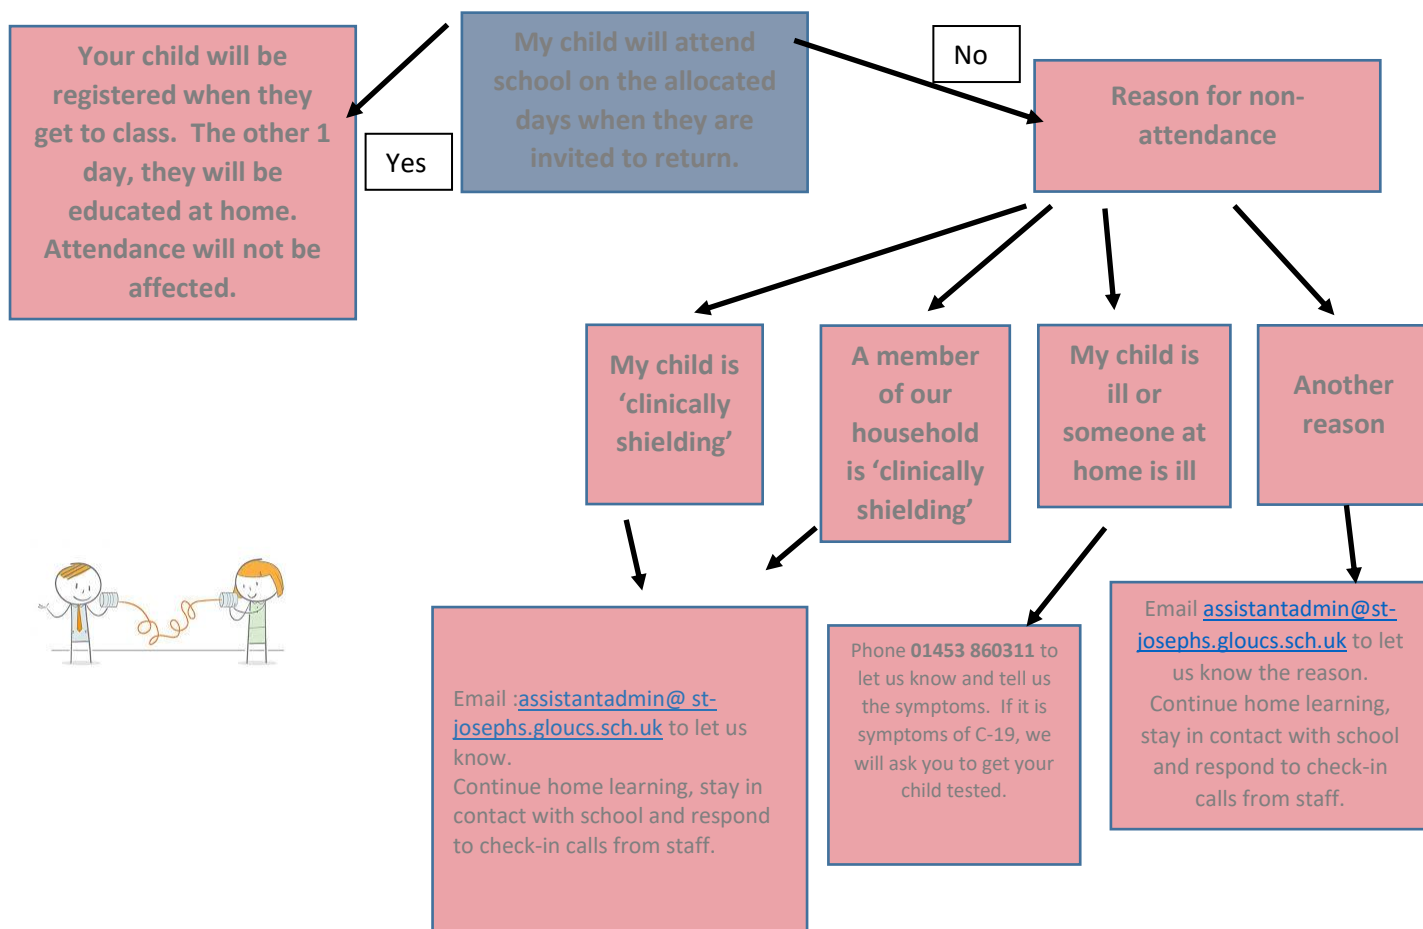 Your child will be
registered when they
get to class.  The other 1
day, they will be
educated at home.
Attendance will not be
affected.
Yes
My child will attend
school on the allocated
days when they are
invited to return.
No
Reason for non-
attendance
My child is
‘clinically
shielding’
A member
of our
household
is ‘clinically
shielding’
My child is
ill or
someone at
home is ill
Another
reason
Email :assistantadmin@ st-
josephs.gloucs.sch.uk to let us
know.
Continue home learning, stay in
contact with school and respond
to check-in calls from staff.
Phone 01453 860311 to
let us know and tell us
the symptoms.  If it is
symptoms of C-19, we
will ask you to get your
child tested.
Email assistantadmin@st-
josephs.gloucs.sch.uk to let
us know the reason.
Continue home learning,
stay in contact with school
and respond to check-in
calls from staff.